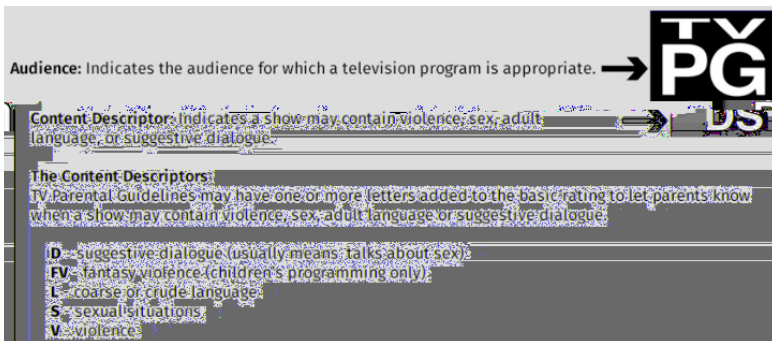 TV
Audience: Indicates the audience for which a television program is appropriate.
PG
Content Descriptor: Indicates a show may contain violence, sex, adult
DS
language, or suggestive dialogue.
The Content Descriptors
TV Parental Guidelines may have one or more letters added to the basic rating to let parents know
when a show may contain violence, sex, adult language or suggestive dialogue.
D - suggestive dialogue (usually means talks about sex)
FV - fantasy violence (children's programming only)
L - coarse or crude language
S - sexual situations
V - violence